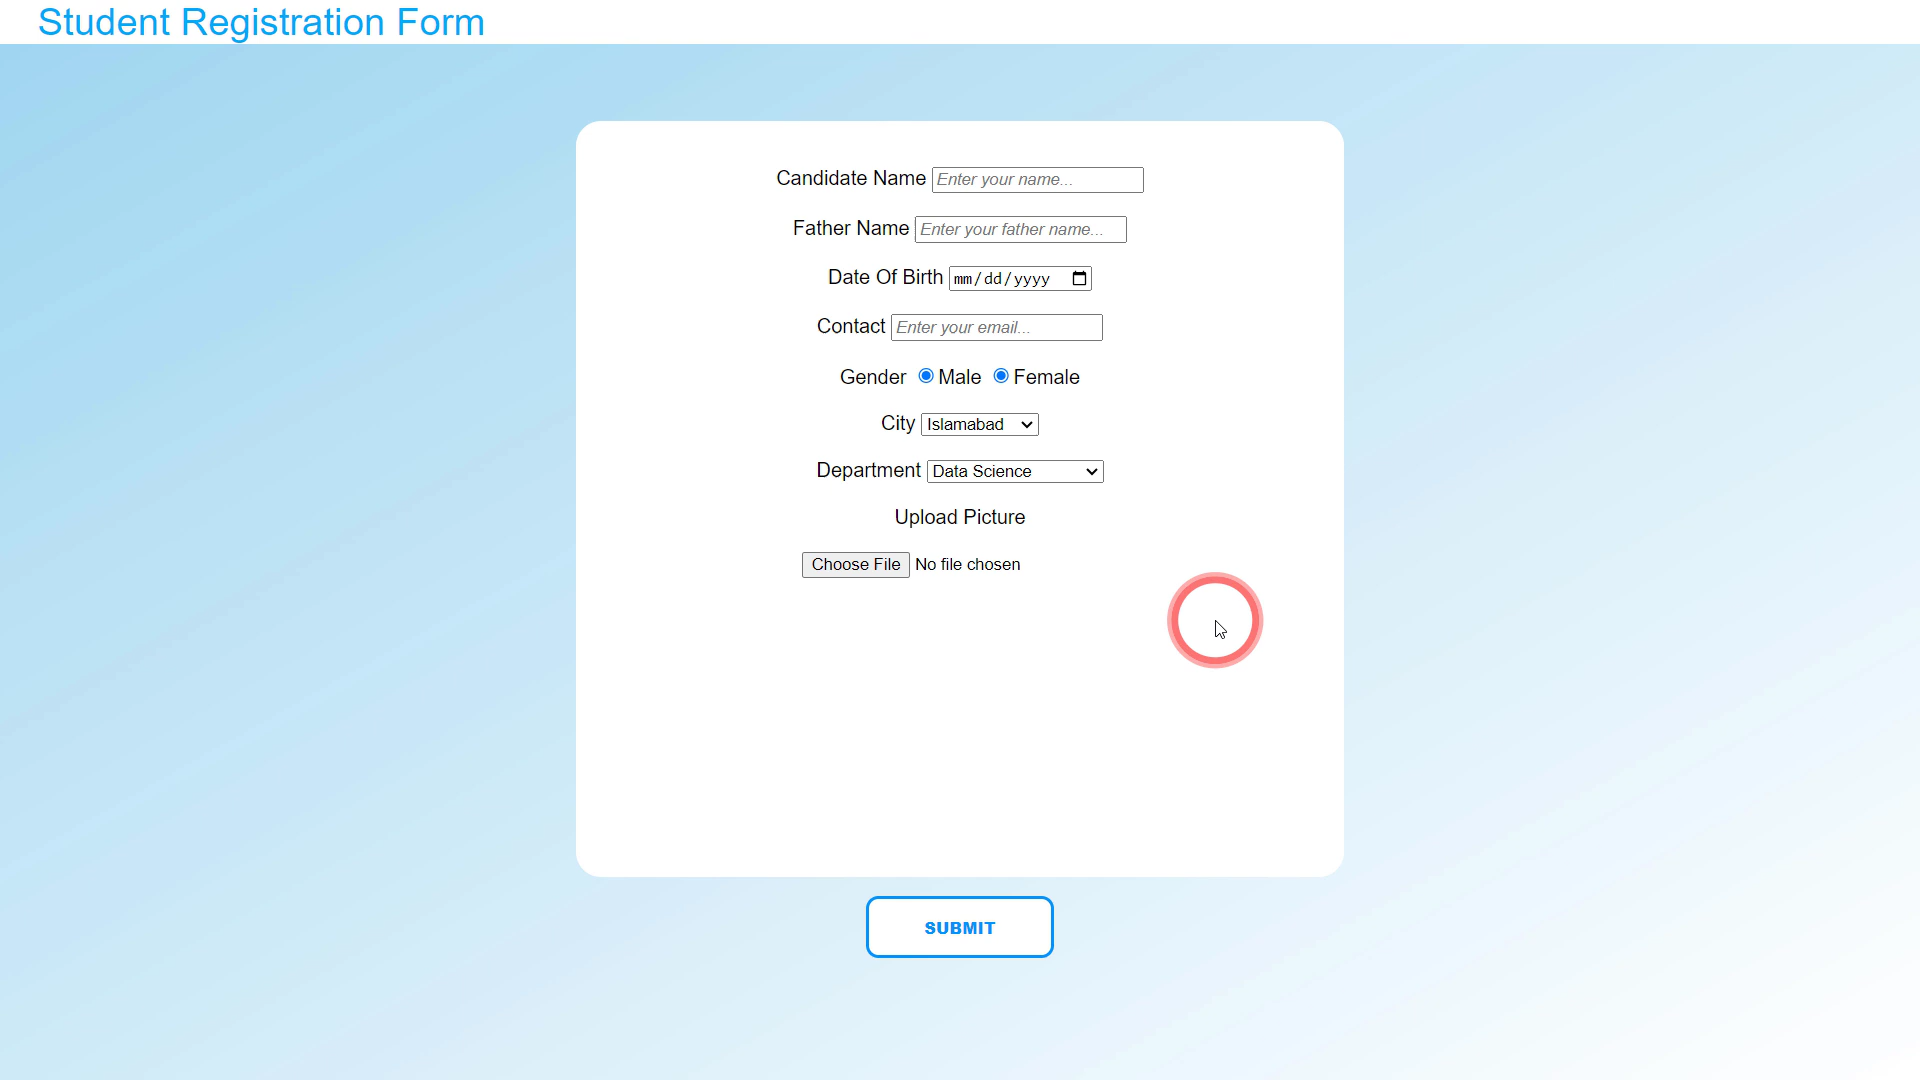 Student Registration Form
Candidate Name Enter your name...
Father Name Enter your father name...
Date Of Birth mm/dd/yyyy
Contact Enter your email...
Gender Male Female
City Islamabad
Department Data Science
Upload Picture
Choose File No file chosen
SUBMIT